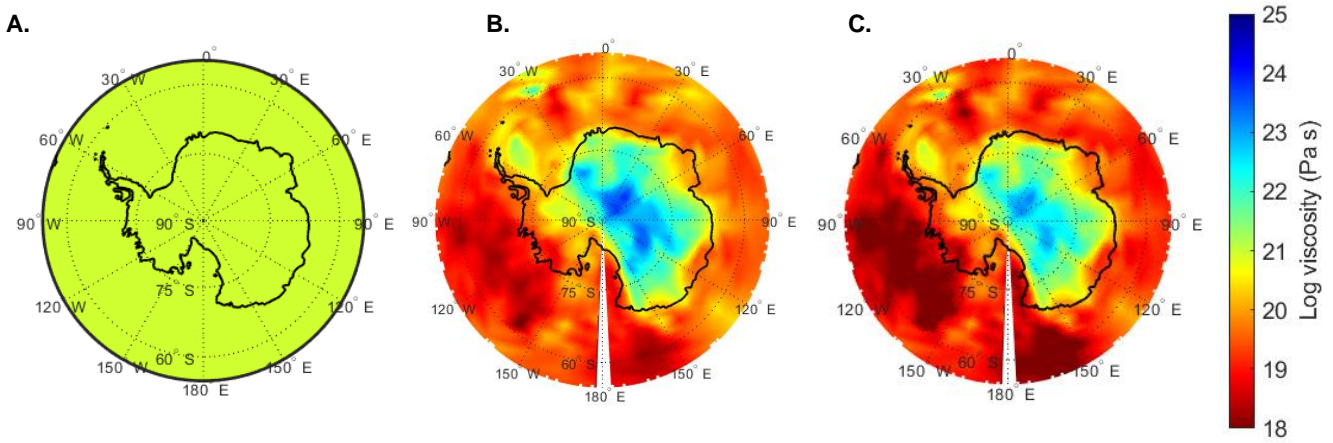 A.
B.
C.
0°
30° W
30° E
60° W
60° E
90° W
90° S
90° E
75° S
120° W
120° E
60° S
150° W
150° E
180° E
0°
30° W
30° E
60° W
60° E
90° W
90° S
90° E
75° S
120° W
120° E
60° S
150° W
150° E
180° E
0°
30° W
30° E
60° W
60° E
90° W
90° S
90° E
75° S
120° W
120° E
60° S
150° W
150° E
180° E
25
24
23
22
21
20
19
18
Log viscosity (Pa s)